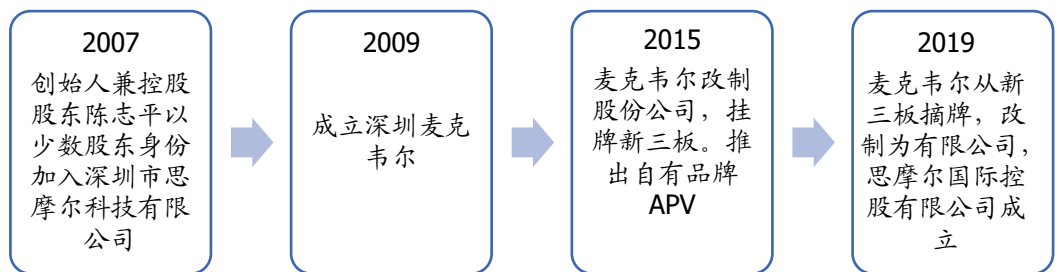 2007
创始人兼控股
股东陈志平以
少数股东身份
加入深圳市思
摩尔科技有限
公司
2009
成立深圳麦克
韦尔
2015
麦克韦尔改制
股份公司，挂
牌新三板。推
出自有品牌
APV
2019
麦克韦尔从新
三板摘牌，改
制为有限公司，
思摩尔国际控
股有限公司成
立